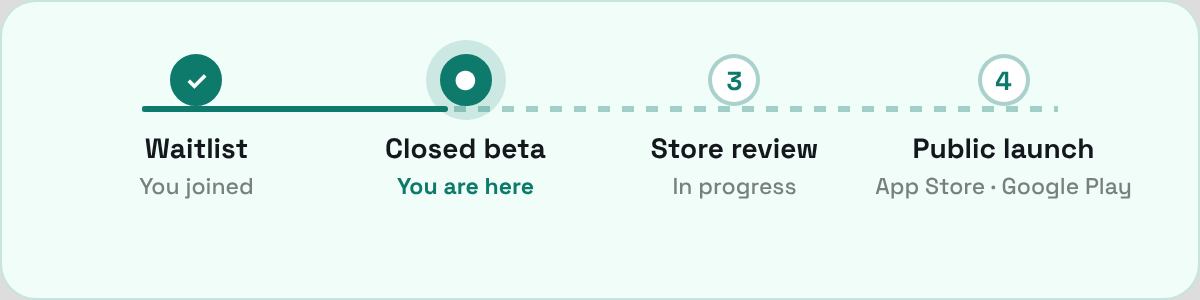 3 4
Waitlist Closed beta Store review Public launch
You joined You are here In progress App Store · Google Play